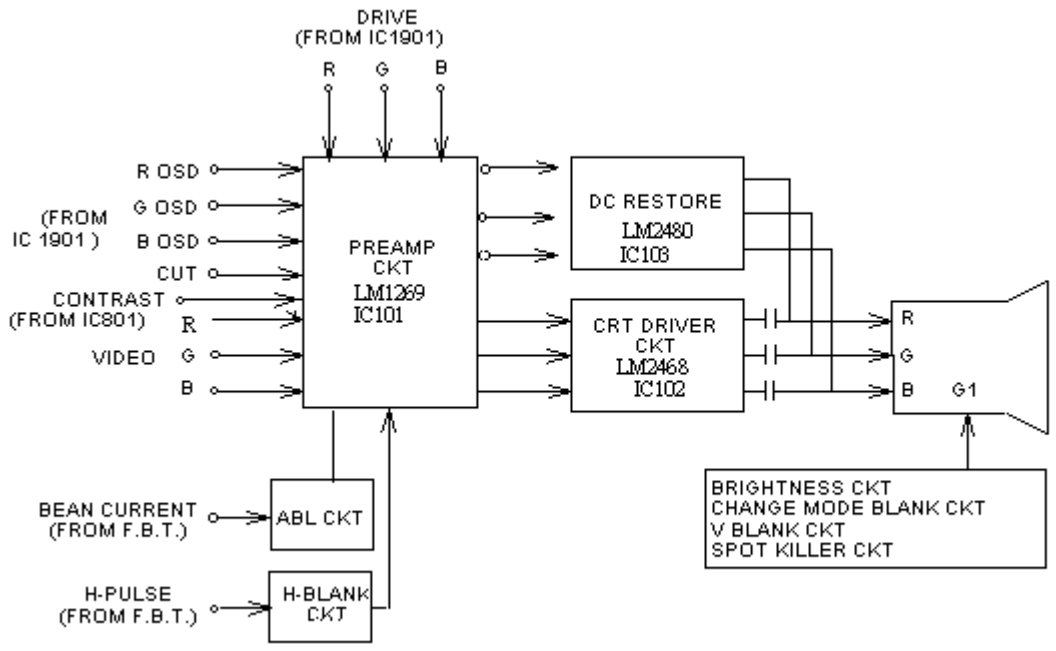 DRIVE
(FROM IC1901)
R G B
R OSD
G OSD
(FROM
IC 1901 )
B OSD
CUT
CONTRAST
(FROM IC801)
R
VIDEO G
B
PREAMP
CKT
LM1269
IC101
DC RESTORE
LM2480
IC103
CRT DRIVER
CKT
LM2468
IC102
R
G
B G1
BRIGHTNESS CKT
CHANGE MODE BLANK CKT
V BLANK CKT
SPOT KILLER CKT
BEAN CURRENT
(FROM F.B.T.)
ABL CKT
H-PULSE
(FROM F.B.T.)
H-BLANK
CKT